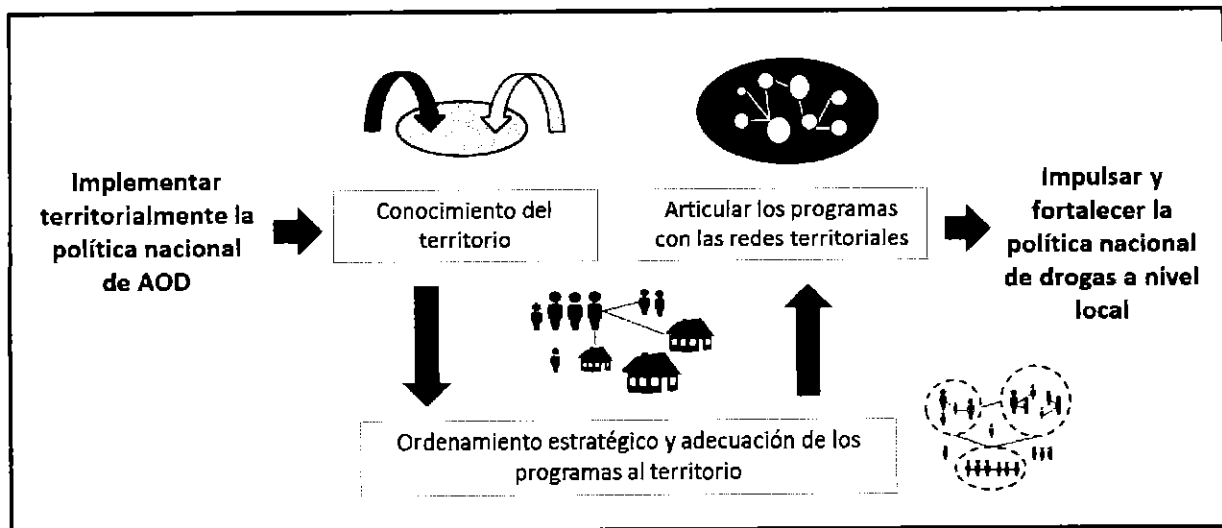 Implementar
territorialmente la
política nacional
de AOD
Conocimiento del
territorio
Ordenamiento estratégico y adecuación de los
programas al territorio
Articular los programas
con las redes territoriales
Impulsar y
fortalecer la
política nacional
de drogas a nivel
local